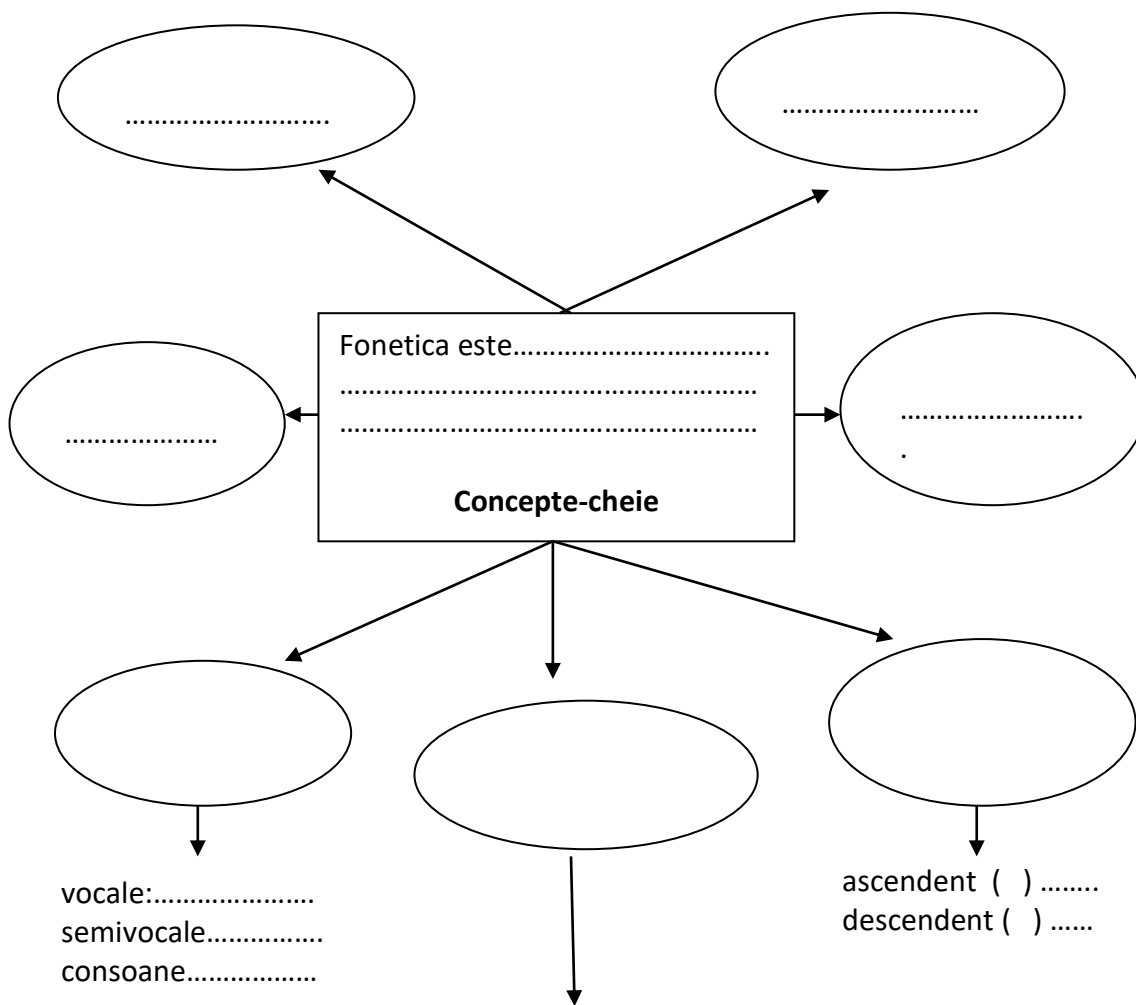 ……………………….
………………………
Fonetica este……………………………..
…………………………………………………
…………………………………………………
Concepte-cheie
…………………
…………………….
.
vocale:………………….
semivocale…………….
consoane………………
ascendent ( ) ……..
descendent ( ) ……